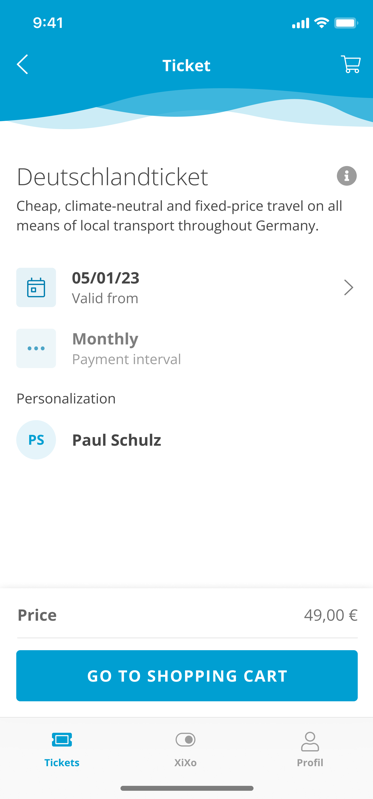 9:41
Ticket
Deutschlandticket
Cheap, climate-neutral and fixed-price travel on all
means of local transport throughout Germany.
05/01/23
Valid from
Monthly
Payment interval
Personalization
PS
Paul Schulz
Price
49,00 €
GO TO SHOPPING CART
Tickets
XiXo
Profil